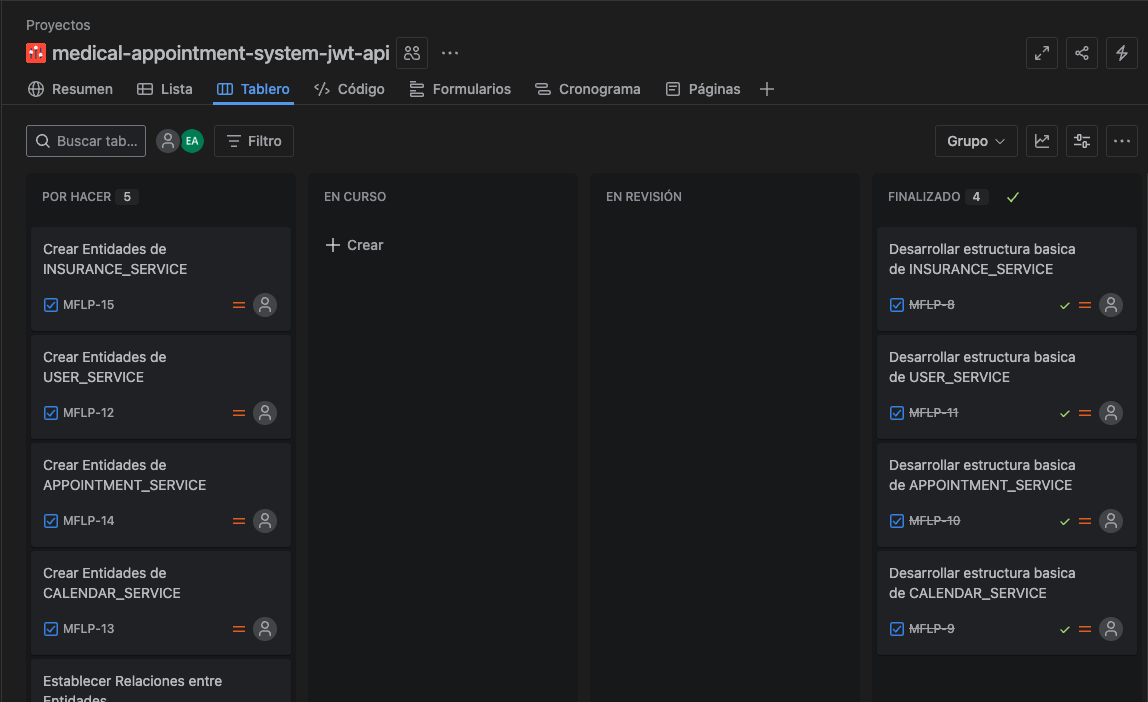 Proyectos
medical-appointment-system-jwt-api
Resumen
Lista
Tablero
Código
Formularios
Cronograma
Páginas
Buscar tab...
EA
Filtro
Grupo
POR HACER 5
Crear Entidades de
INSURANCE_SERVICE
MFLP-15
Crear Entidades de
USER_SERVICE
MFLP-12
Crear Entidades de
APPOINTMENT_SERVICE
MFLP-14
Crear Entidades de
CALENDAR_SERVICE
MFLP-13
Establecer Relaciones entre
Entidades
EN CURSO
Crear
EN REVISIÓN
FINALIZADO 4
Desarrollar estructura basica
de INSURANCE_SERVICE
MFLP-8
Desarrollar estructura basica
de USER_SERVICE
MFLP-11
Desarrollar estructura basica
de APPOINTMENT_SERVICE
MFLP-10
Desarrollar estructura basica
de CALENDAR_SERVICE
MFLP-9